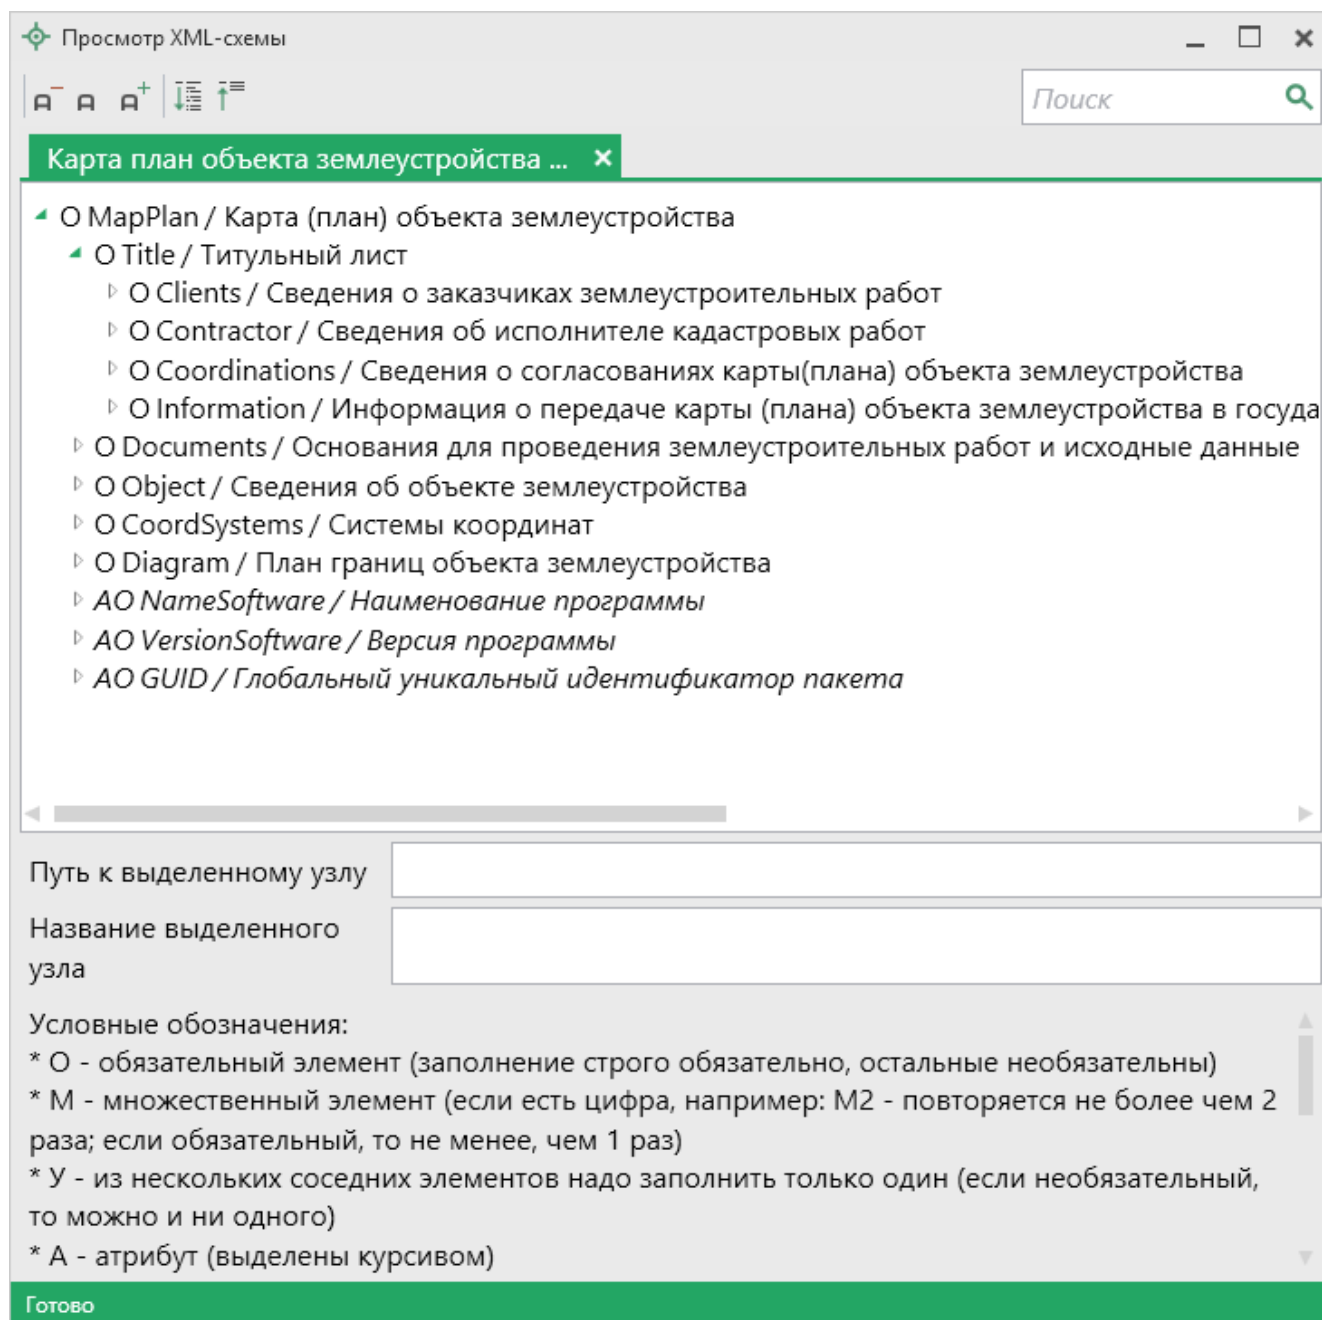 Просмотр XML-схемы
Поиск
Карта план объекта землеустройства ...
О MapPlan / Карта (план) объекта землеустройства
О Title / Титульный лист
О Clients / Сведения о заказчиках землеустроительных работ
О Contractor / Сведения об исполнителе кадастровых работ
О Coordinations / Сведения о согласованиях карты(плана) объекта землеустройства
О Information / Информация о передаче карты (плана) объекта землеустройства в госуда
О Documents / Основания для проведения землеустроительных работ и исходные данные
О Object / Сведения об объекте землеустройства
О CoordSystems / Системы координат
О Diagram / План границ объекта землеустройства
АО NameSoftware / Наименование программы
АО VersionSoftware / Версия программы
АО GUID / Глобальный уникальный идентификатор пакета
Путь к выделенному узлу
Название выделенного
узла
Условные обозначения:
* О - обязательный элемент (заполнение строго обязательно, остальные необязательны)
* М - множественный элемент (если есть цифра, например: М2 - повторяется не более чем 2
раза; если обязательный, то не менее, чем 1 раз)
* У - из нескольких соседних элементов надо заполнить только один (если необязательный,
то можно и ни одного)
* А - атрибут (выделены курсивом)
Готово